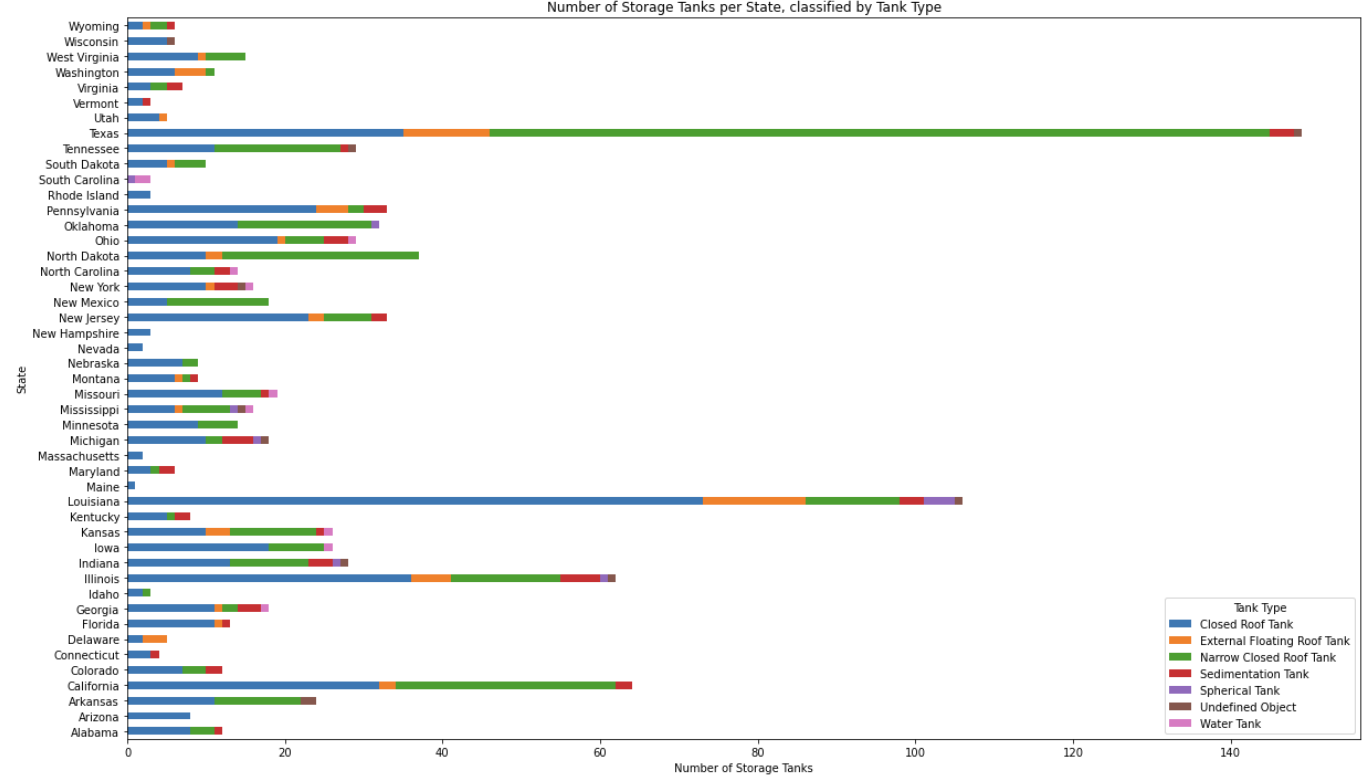 Number of Storage Tanks per State, classified by Tank Type
Wyoming
Wisconsin
West Virginia
Washington
Virginia
Vermont
Utah
Texas
Tennessee
South Dakota
South Carolina
Rhode Island
Pennsylvania
Oklahoma
Ohio
North Dakota
North Carolina
New York
New Mexico
New Jersey
New Hampshire
Nevada
Nebraska
Montana
Missouri
Mississippi
Minnesota
Michigan
Massachusetts
Maryland
Maine
Louisiana
Kentucky
Kansas
Iowa
Indiana
Illinois
Idaho
Georgia
Florida
Delaware
Connecticut
Colorado
California
Arkansas
Arizona
Alabama
State
0 20 40 60 80 100 120 140
Number of Storage Tanks
Tank Type
Closed Roof Tank
External Floating Roof Tank
Narrow Closed Roof Tank
Sedimentation Tank
Spherical Tank
Undefined Object
Water Tank